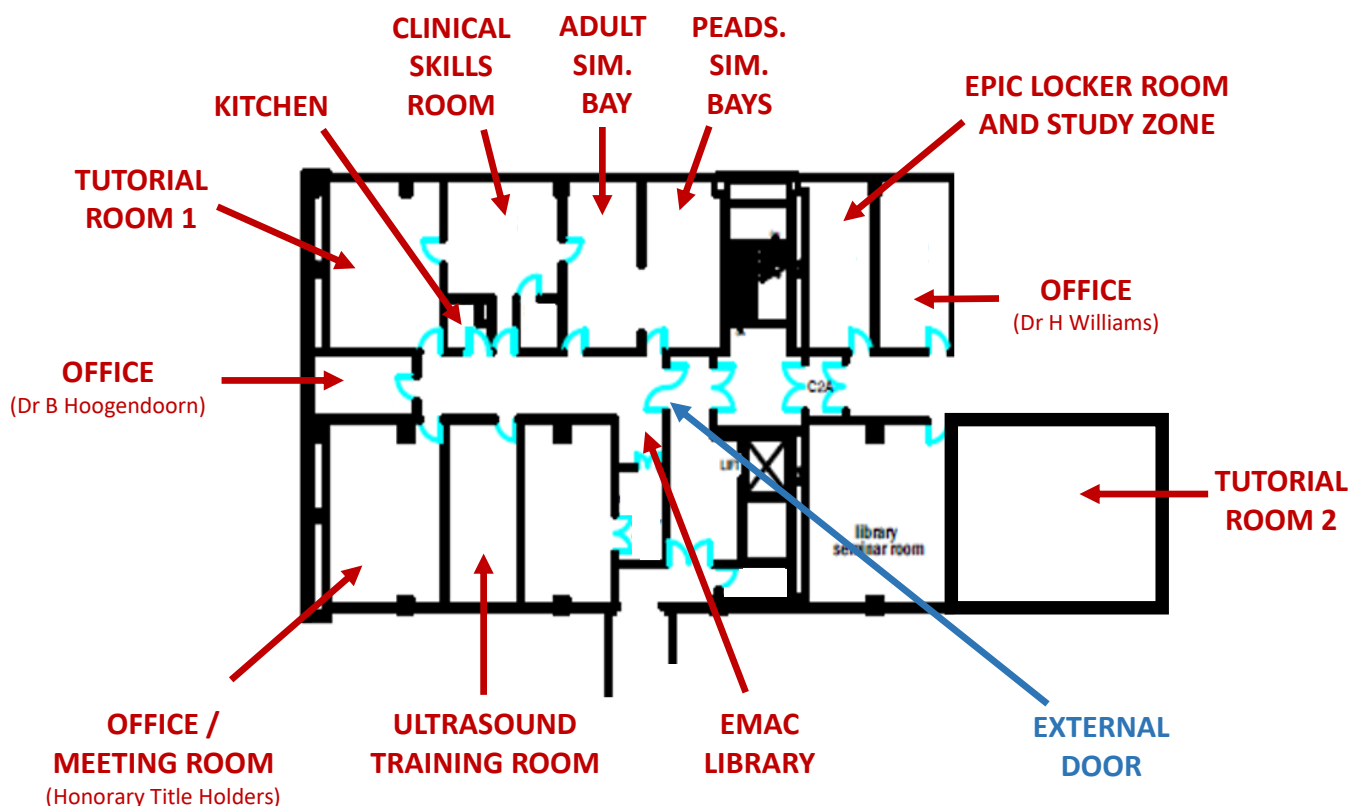 CLINICAL
SKILLS
ROOM
ADULT
SIM.
BAY
PEADS.
SIM.
BAYS
KITCHEN
EPIC LOCKER ROOM
AND STUDY ZONE
TUTORIAL
ROOM 1
OFFICE
(Dr H Williams)
OFFICE
(Dr B Hoogendoorn)
C2A
LIFT
library
seminar room
TUTORIAL
ROOM 2
OFFICE /
MEETING ROOM
(Honorary Title Holders)
ULTRASOUND
TRAINING ROOM
EMAC
LIBRARY
EXTERNAL
DOOR